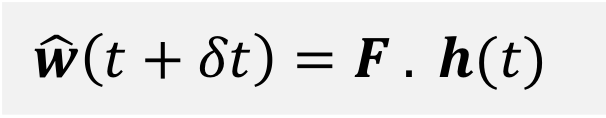 ŵ(t + δt) = F . h(t)